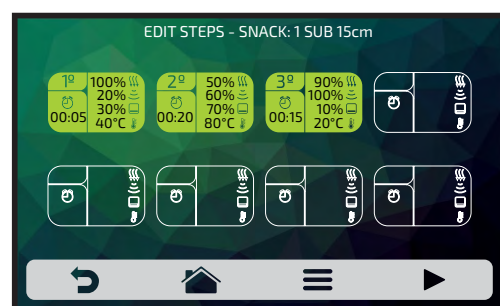 EDIT STEPS - SNACK: 1 SUB 15cm
1º 100% 2º 50% 3º 90%
20% 60% 100%
00:05 30% 00:20 70% 00:15 10%
40°C 80°C 20°C